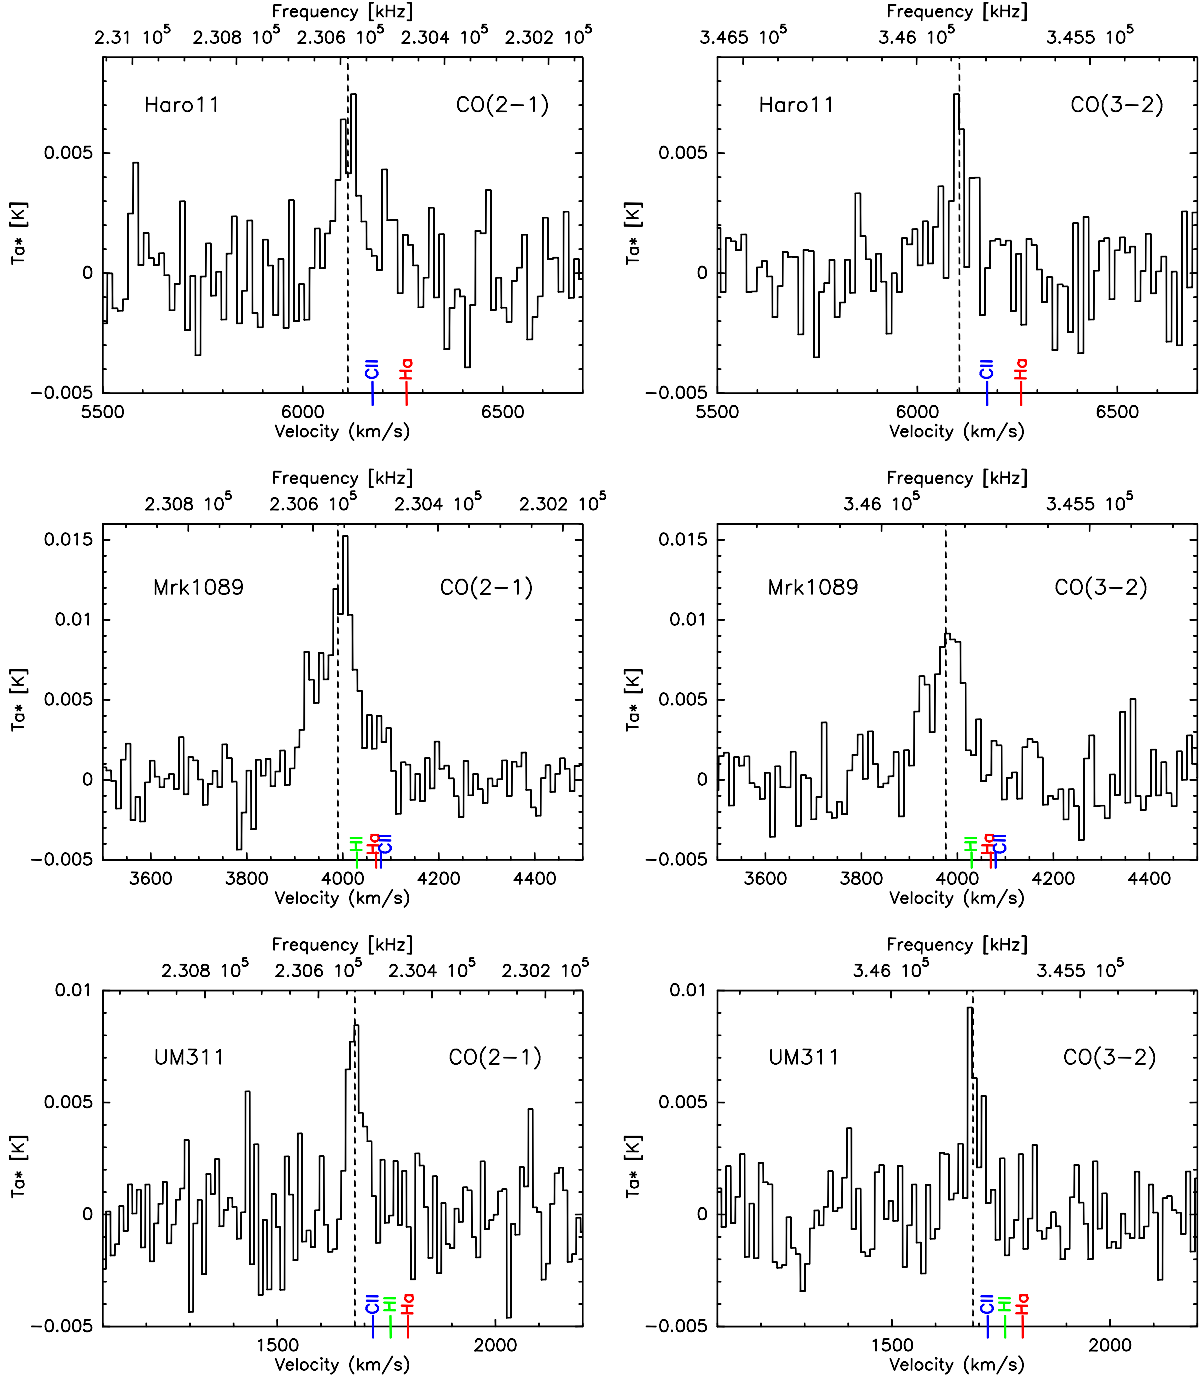 Frequency [kHz] Frequency [kHz]
2.31 10^5 2.308 10^5 2.306 10^5 2.304 10^5 2.302 10^5 3.465 10^5 3.46 10^5 3.455 10^5
Haro11 CO(2-1) Haro11 CO(3-2)
0.005 0.005
Ta* [K] Ta* [K]
0 0
CII Ha CII Ha
-0.005 -0.005
5500 6000 6500 5500 6000 6500
Velocity (km/s) Velocity (km/s)
Frequency [kHz] Frequency [kHz]
2.308 10^5 2.306 10^5 2.304 10^5 2.302 10^5 3.46 10^5 3.455 10^5
0.015 0.015
Mrk1089 CO(2-1) Mrk1089 CO(3-2)
0.01 0.01
Ta* [K] Ta* [K]
0.005 0.005
0 0
HI Ha CII HI Ha CII
-0.005 -0.005
3600 3800 4000 4200 4400 3600 3800 4000 4200 4400
Velocity (km/s) Velocity (km/s)
Frequency [kHz] Frequency [kHz]
2.308 10^5 2.306 10^5 2.304 10^5 2.302 10^5 3.46 10^5 3.455 10^5
0.01 0.01
UM311 CO(2-1) UM311 CO(3-2)
0.005 0.005
Ta* [K] Ta* [K]
0 0
CII HI Ha CII HI Ha
-0.005 -0.005
1500 2000 1500 2000
Velocity (km/s) Velocity (km/s)